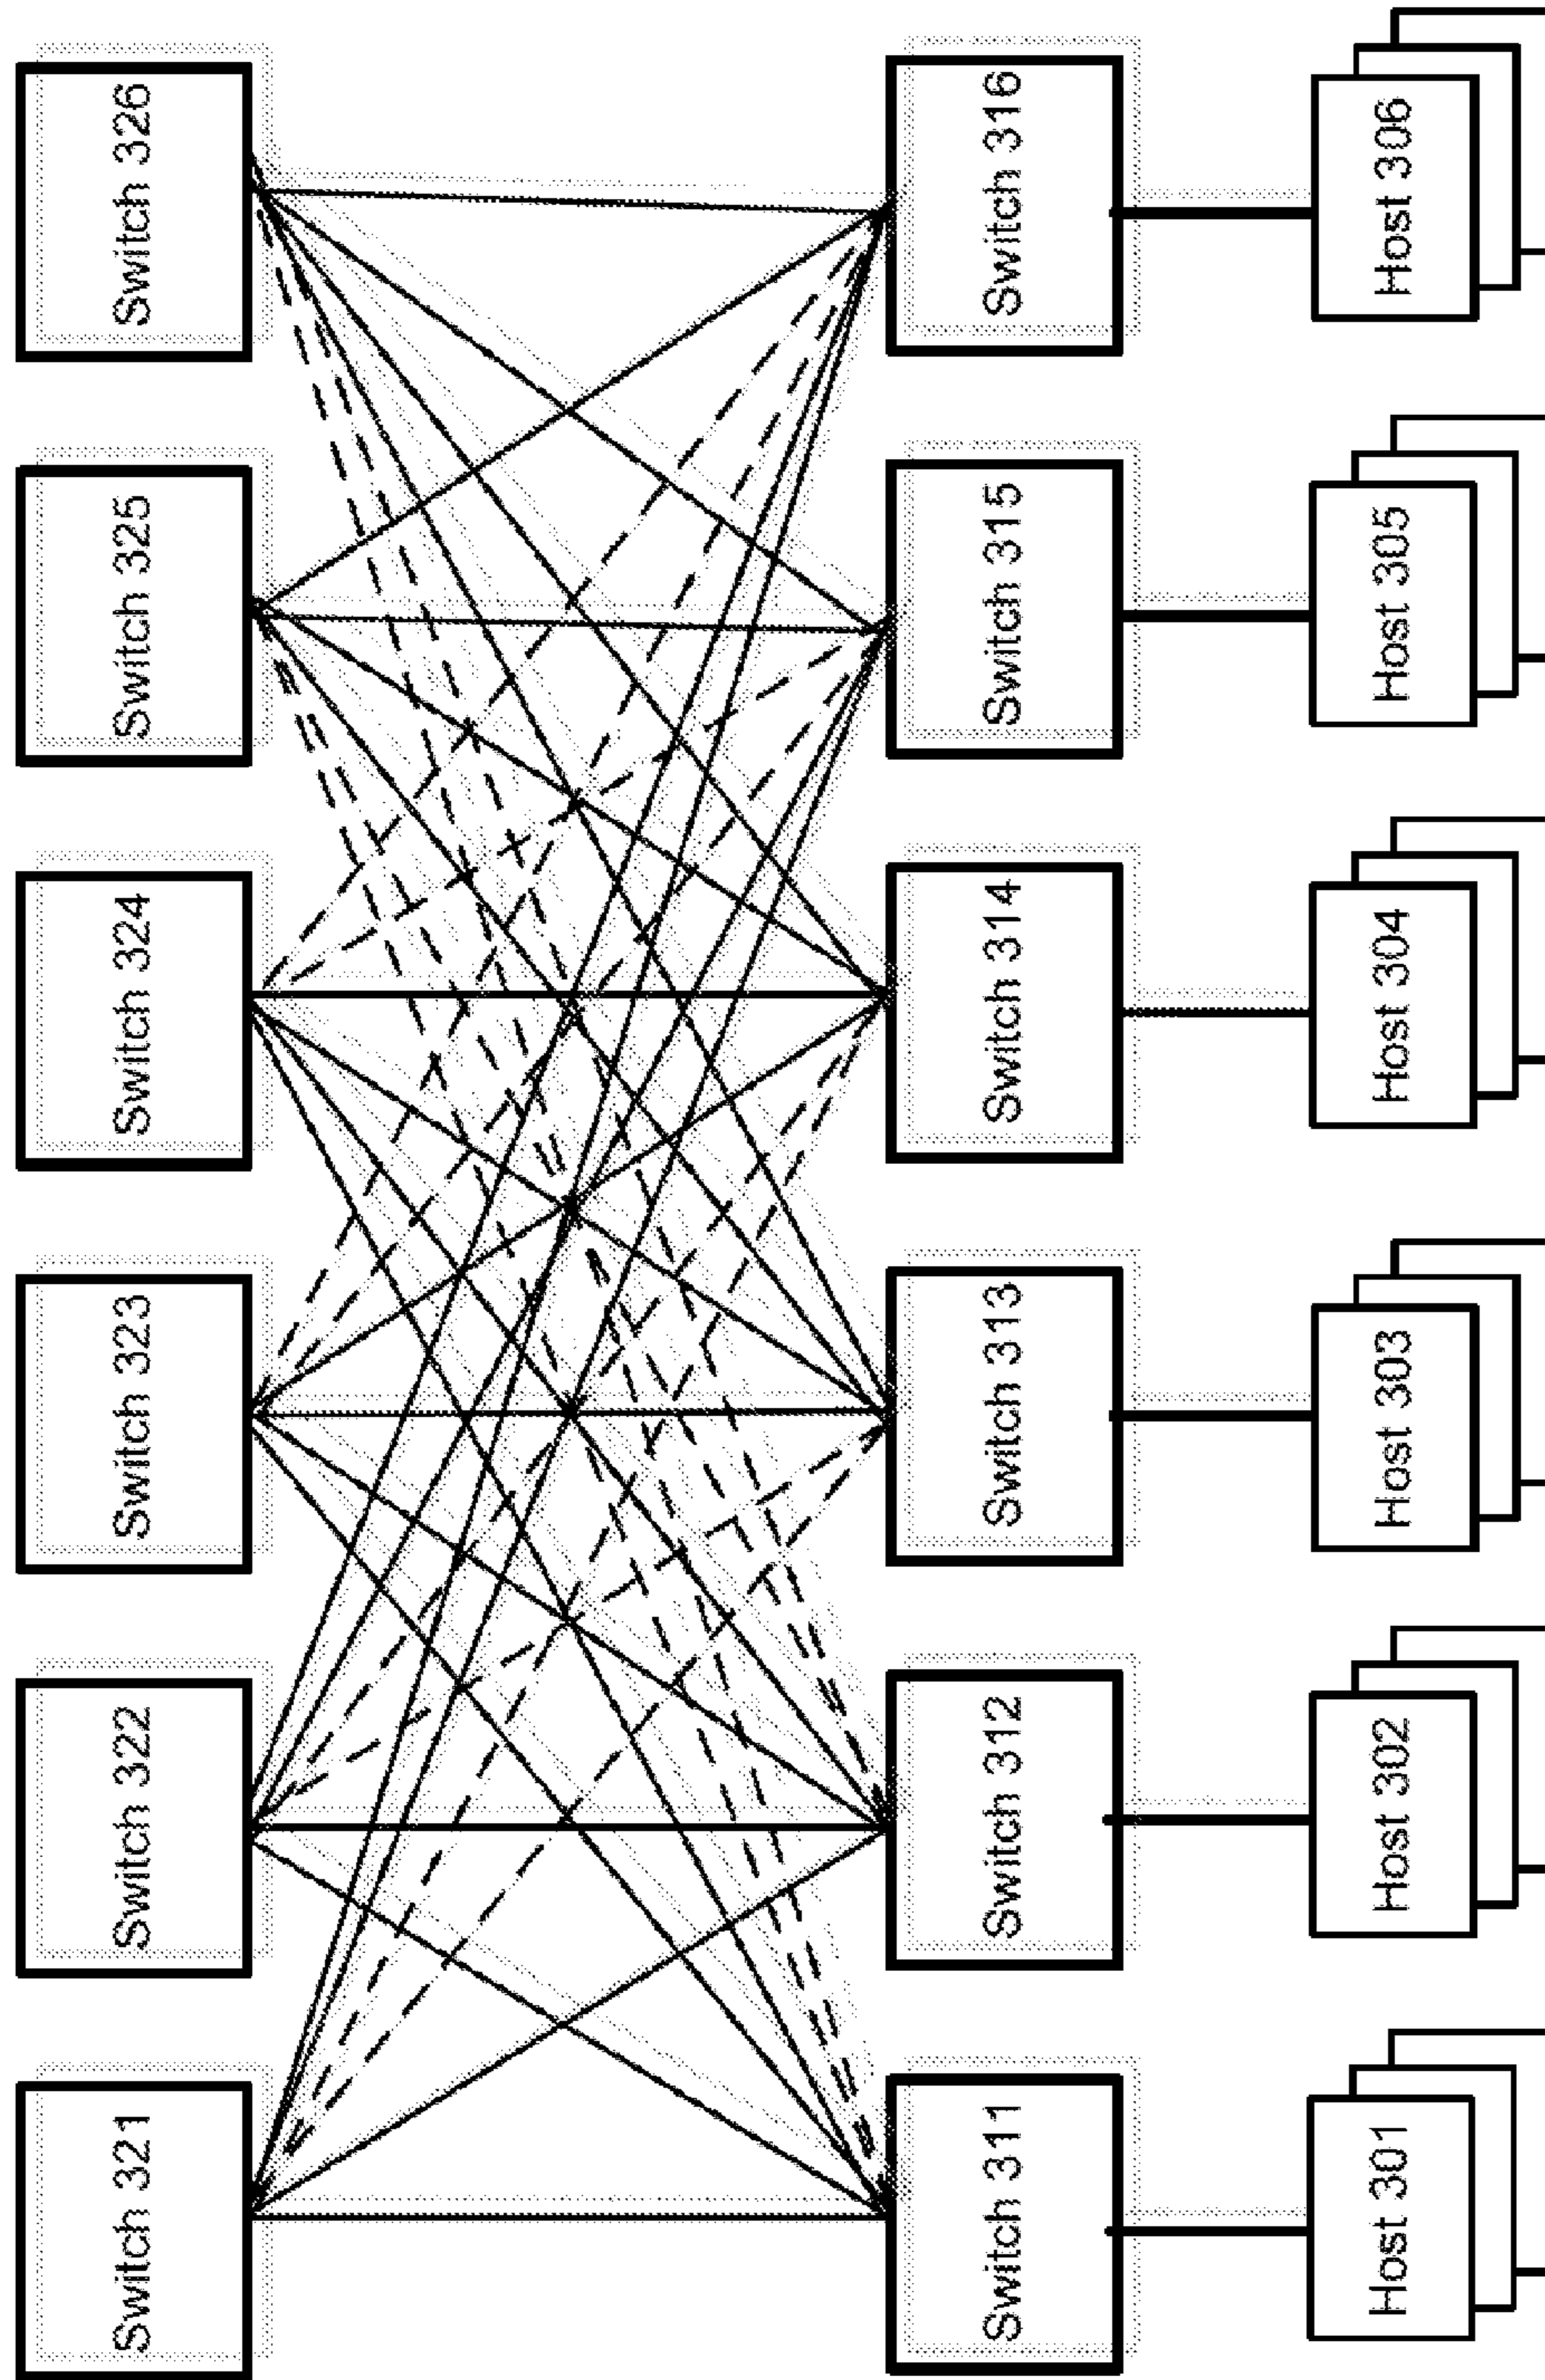 Switch 321
Switch 322
Switch 323
Switch 324
Switch 325
Switch 326
Switch 311
Switch 312
Switch 313
Switch 314
Switch 315
Switch 316
Host 301
Host 302
Host 303
Host 304
Host 305
Host 306